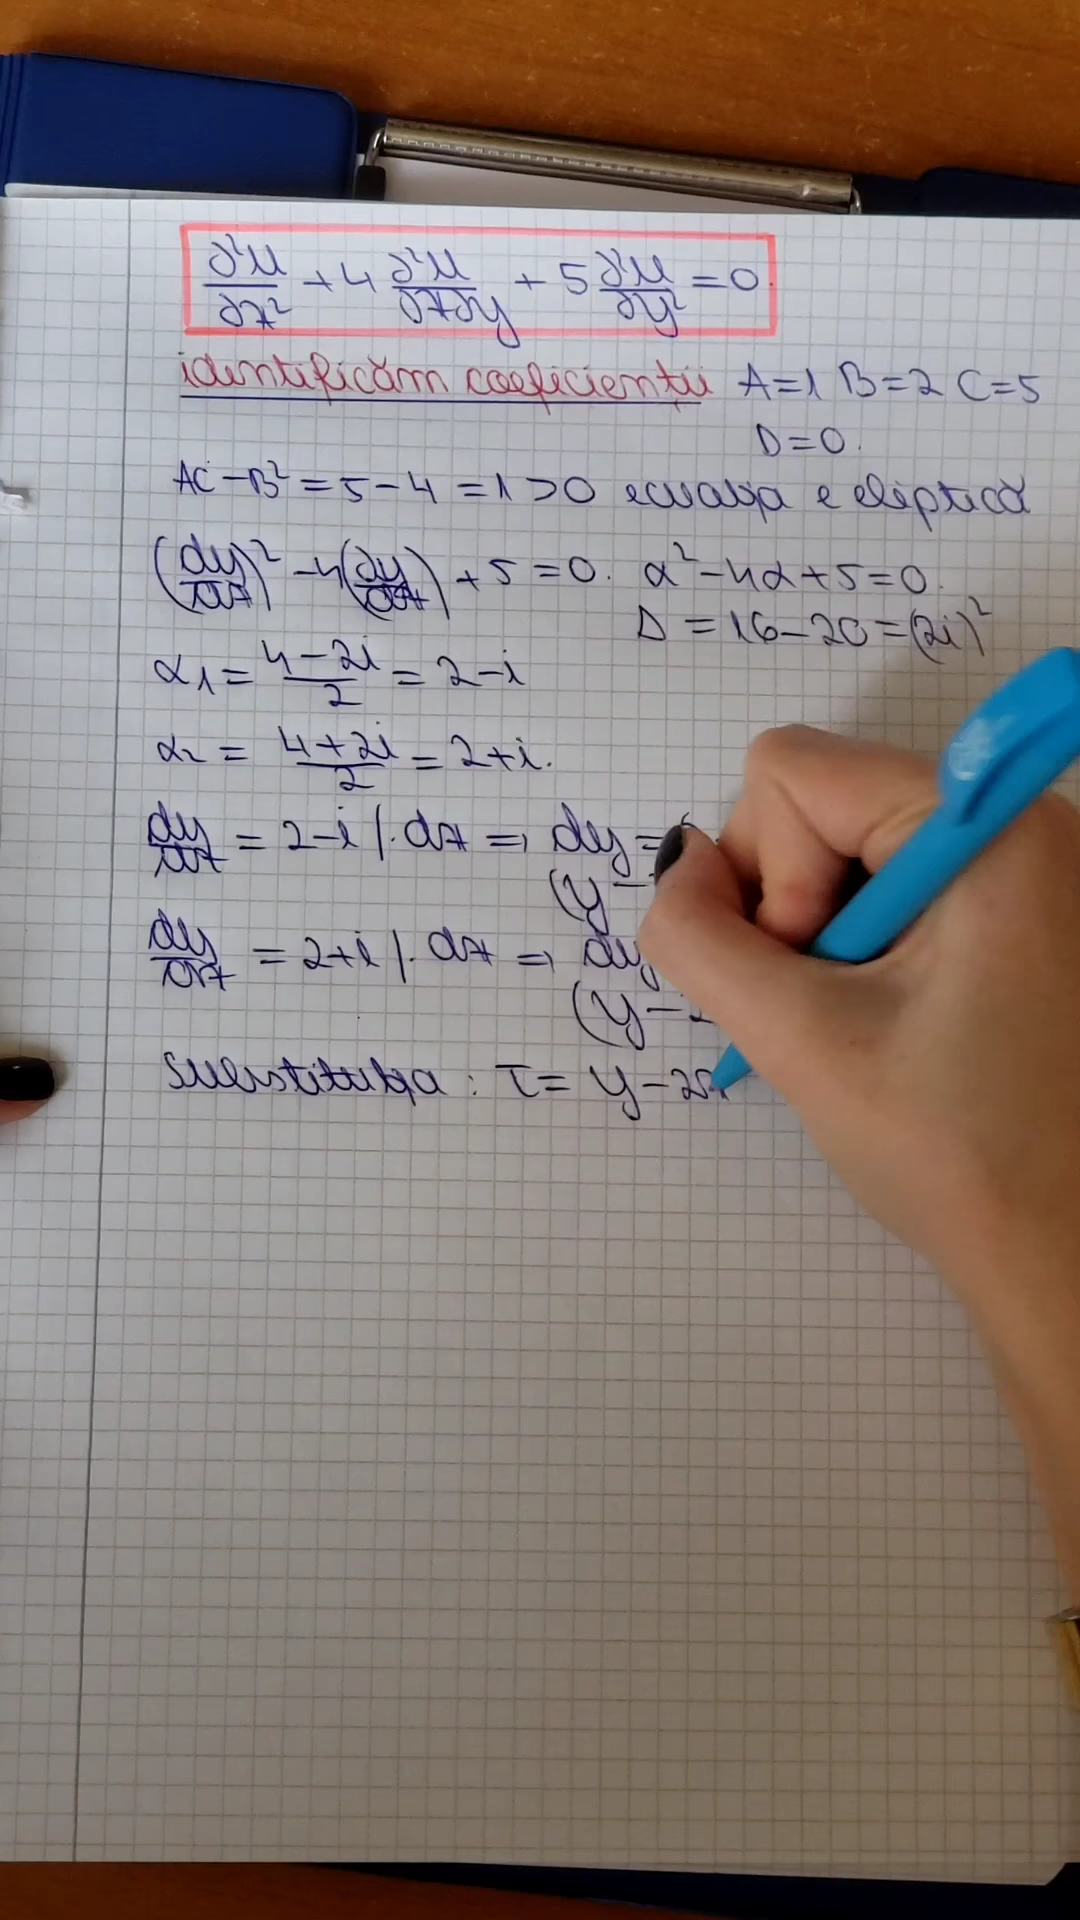 ∂²u/∂x² + 4 ∂²u/∂x∂y + 5 ∂²u/∂y² = 0.
identificăm coeficienții A=1 B=2 C=5
D=0.
AC-B² = 5-4 = 1 > 0 ecuația e eliptică
(dy/dx)² - 4(dy/dx) + 5 = 0. α² - 4α + 5 = 0.
Δ = 16-20 = (2i)²
α1 = (4-2i)/2 = 2-i
α2 = (4+2i)/2 = 2+i.
dy/dx = 2-i /· dx => dy =
(y -
dy/dx = 2+i /· dx => dy
(y - 2
Substituția : τ = y - 2x